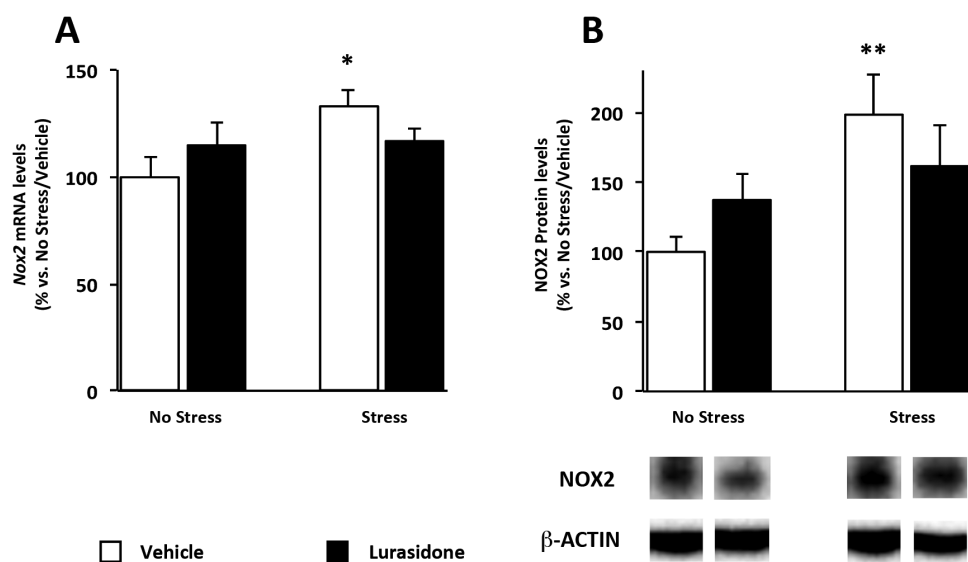 A
Nox2 mRNA levels
(% vs. No Stress/Vehicle)
150
100
50
0
*
No Stress
Stress
B
NOX2 Protein levels
(% vs. No Stress/Vehicle)
200
150
100
50
0
**
No Stress
Stress
NOX2
β-ACTIN
Vehicle
Lurasidone